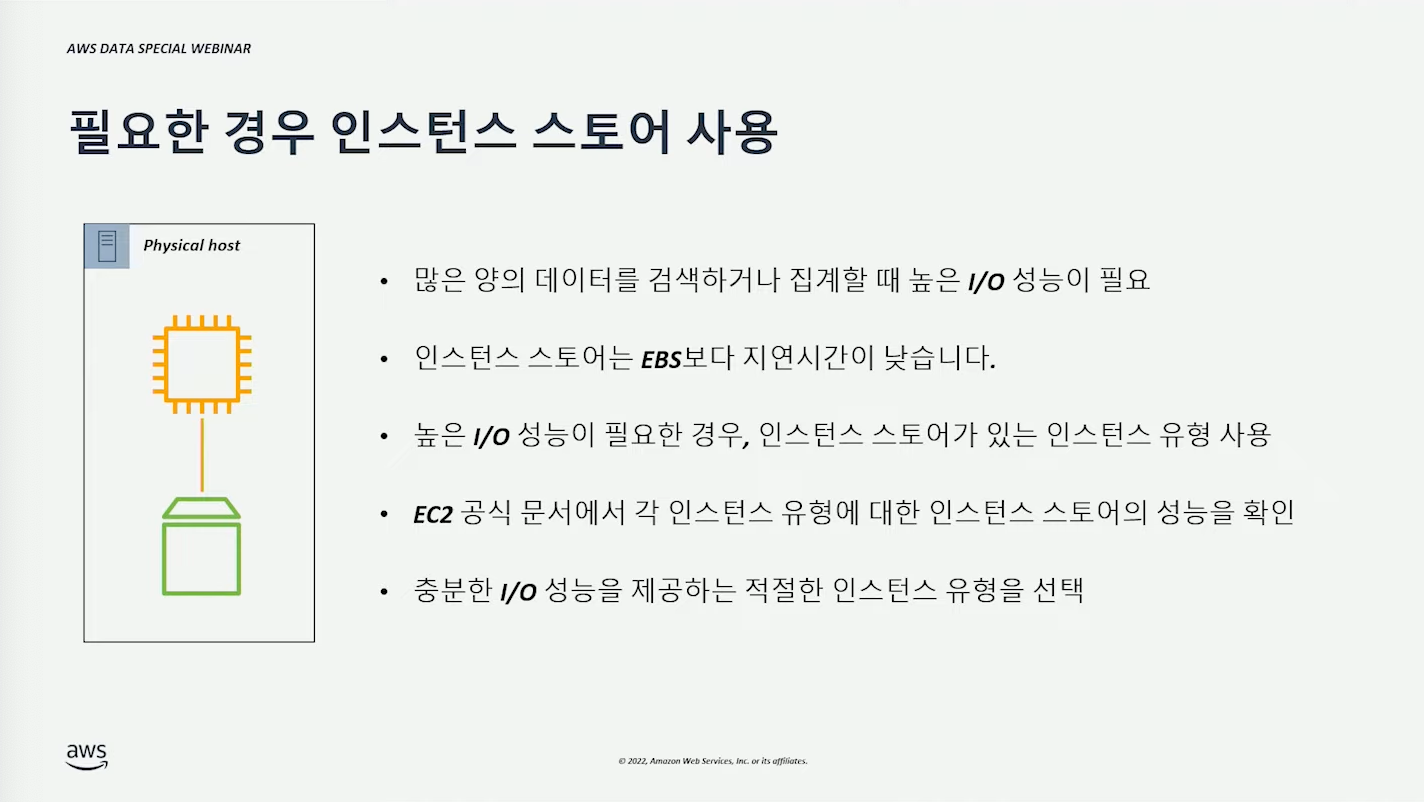 AWS DATA SPECIAL WEBINAR
필요한 경우 인스턴스 스토어 사용
Physical host
• 많은 양의 데이터를 검색하거나 집계할 때 높은 I/O 성능이 필요
• 인스턴스 스토어는 EBS보다 지연시간이 낮습니다.
• 높은 I/O 성능이 필요한 경우, 인스턴스 스토어가 있는 인스턴스 유형 사용
• EC2 공식 문서에서 각 인스턴스 유형에 대한 인스턴스 스토어의 성능을 확인
• 충분한 I/O 성능을 제공하는 적절한 인스턴스 유형을 선택
aws
© 2022, Amazon Web Services, Inc. or its affiliates.